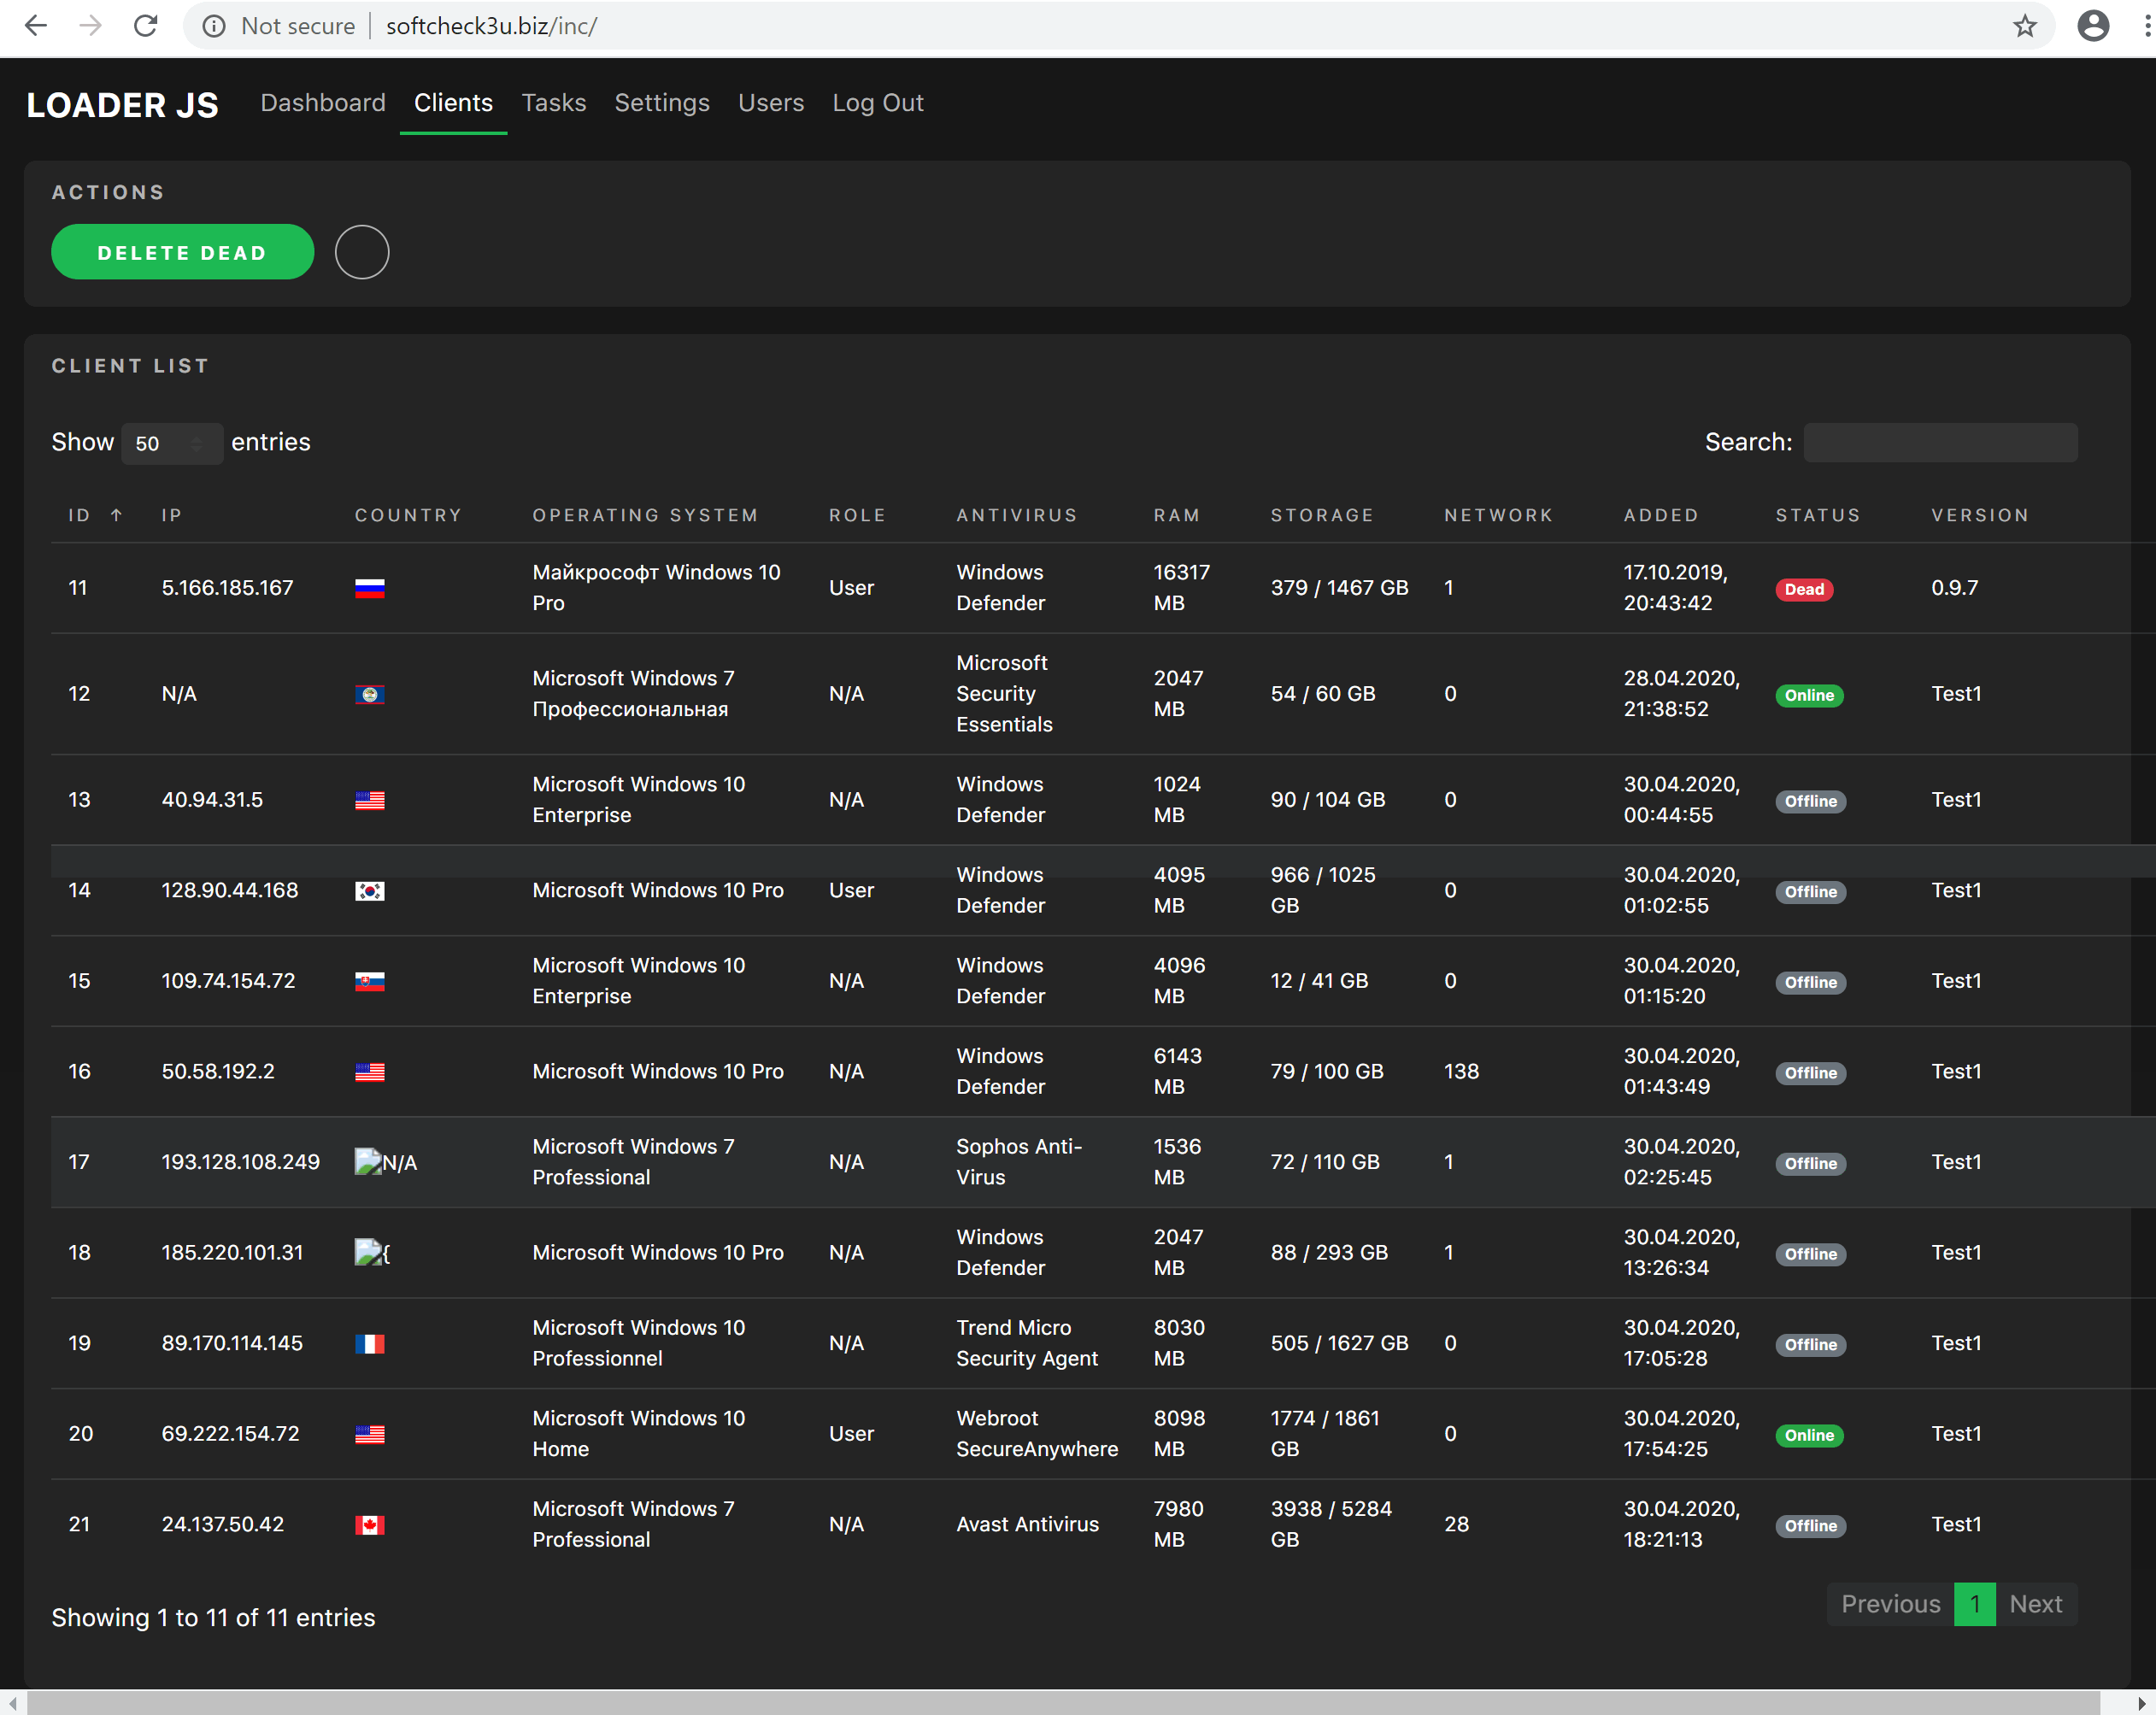 Not secure | softcheck3u.biz/inc/
LOADER JS Dashboard Clients Tasks Settings Users Log Out
ACTIONS
DELETE DEAD
CLIENT LIST
Show 50 entries Search:
ID ↑ IP COUNTRY OPERATING SYSTEM ROLE ANTIVIRUS RAM STORAGE NETWORK ADDED STATUS VERSION
11 5.166.185.167 Майкрософт Windows 10 Pro User Windows Defender 16317 MB 379 / 1467 GB 1 17.10.2019, 20:43:42 Dead 0.9.7
12 N/A Microsoft Windows 7 Профессиональная N/A Microsoft Security Essentials 2047 MB 54 / 60 GB 0 28.04.2020, 21:38:52 Online Test1
13 40.94.31.5 Microsoft Windows 10 Enterprise N/A Windows Defender 1024 MB 90 / 104 GB 0 30.04.2020, 00:44:55 Offline Test1
14 128.90.44.168 Microsoft Windows 10 Pro User Windows Defender 4095 MB 966 / 1025 GB 0 30.04.2020, 01:02:55 Offline Test1
15 109.74.154.72 Microsoft Windows 10 Enterprise N/A Windows Defender 4096 MB 12 / 41 GB 0 30.04.2020, 01:15:20 Offline Test1
16 50.58.192.2 Microsoft Windows 10 Pro N/A Windows Defender 6143 MB 79 / 100 GB 138 30.04.2020, 01:43:49 Offline Test1
17 193.128.108.249 N/A Microsoft Windows 7 Professional N/A Sophos Anti-Virus 1536 MB 72 / 110 GB 1 30.04.2020, 02:25:45 Offline Test1
18 185.220.101.31 { Microsoft Windows 10 Pro N/A Windows Defender 2047 MB 88 / 293 GB 1 30.04.2020, 13:26:34 Offline Test1
19 89.170.114.145 Microsoft Windows 10 Professionnel N/A Trend Micro Security Agent 8030 MB 505 / 1627 GB 0 30.04.2020, 17:05:28 Offline Test1
20 69.222.154.72 Microsoft Windows 10 Home User Webroot SecureAnywhere 8098 MB 1774 / 1861 GB 0 30.04.2020, 17:54:25 Online Test1
21 24.137.50.42 Microsoft Windows 7 Professional N/A Avast Antivirus 7980 MB 3938 / 5284 GB 28 30.04.2020, 18:21:13 Offline Test1
Showing 1 to 11 of 11 entries Previous 1 Next